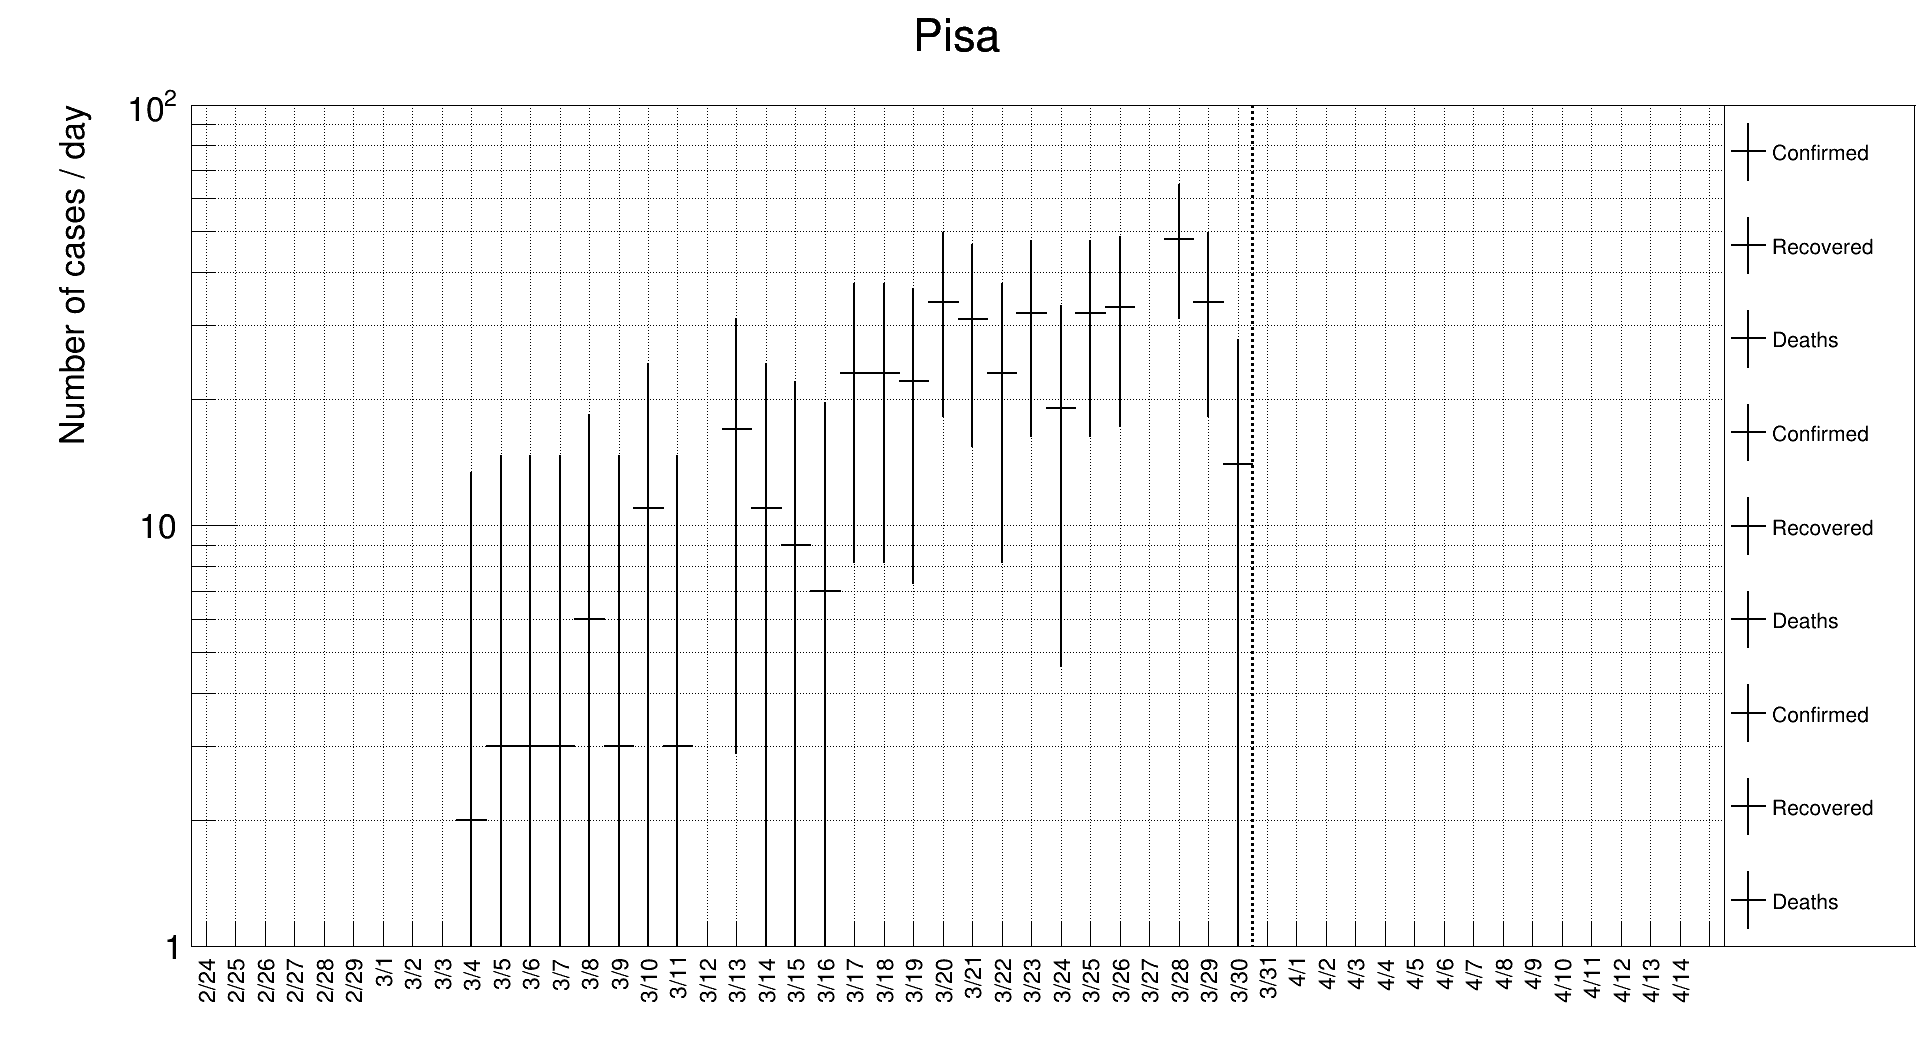 Pisa
Number of cases / day
10²
10
1
2/24 2/25 2/26 2/27 2/28 2/29 3/1 3/2 3/3 3/4 3/5 3/6 3/7 3/8 3/9 3/10 3/11 3/12 3/13 3/14 3/15 3/16 3/17 3/18 3/19 3/20 3/21 3/22 3/23 3/24 3/25 3/26 3/27 3/28 3/29 3/30 3/31 4/1 4/2 4/3 4/4 4/5 4/6 4/7 4/8 4/9 4/10 4/11 4/12 4/13 4/14
Confirmed
Recovered
Deaths
Confirmed
Recovered
Deaths
Confirmed
Recovered
Deaths